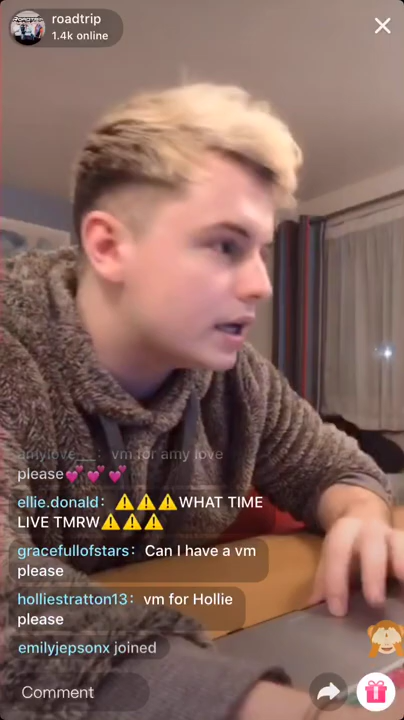 roadtrip
1.4k online
amylove__: vm for amy love
please💕💕💕
ellie.donald: ⚠️⚠️⚠️WHAT TIME
LIVE TMRW⚠️⚠️⚠️
gracefullofstars: Can I have a vm
please
holliestratton13: vm for Hollie
please
emilyjepsonx joined
Comment